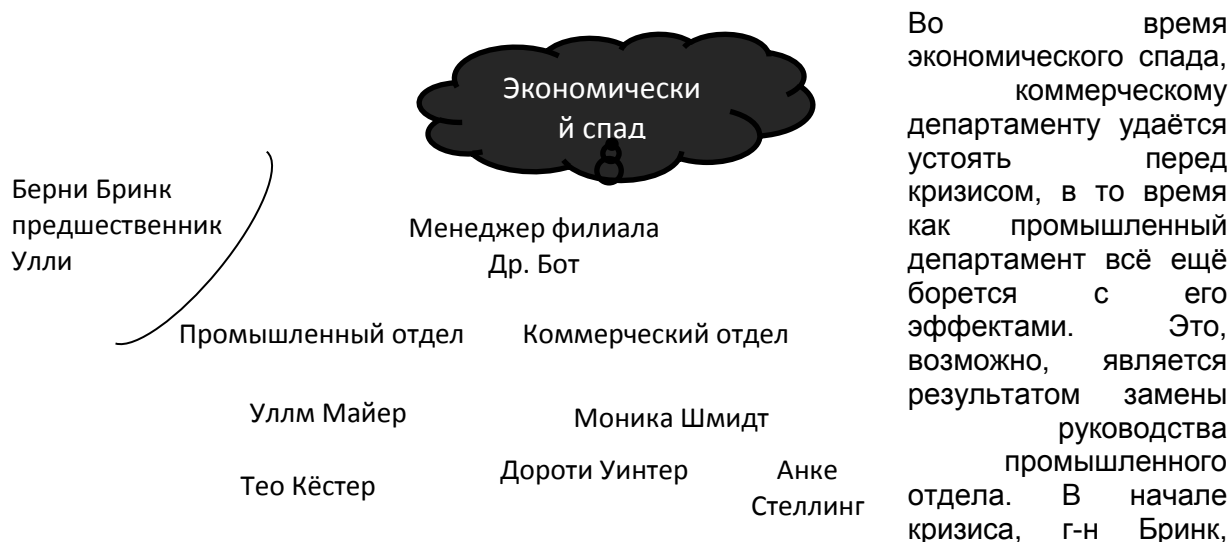 Экономически
й спад
Берни Бринк
предшественник
Улли
Менеджер филиала
Др. Бот
Промышленный отдел
Коммерческий отдел
Уллм Майер
Моника Шмидт
Тео Кёстер
Дороти Уинтер
Анке
Стеллинг
Во время
экономического спада,
коммерческому
департаменту удаётся
устоять перед
кризисом, в то время
как промышленный
департамент всё ещё
борется с его
эффектами. Это,
возможно, является
результатом замены
руководства
промышленного
отдела. В начале
кризиса, г-н Бринк,